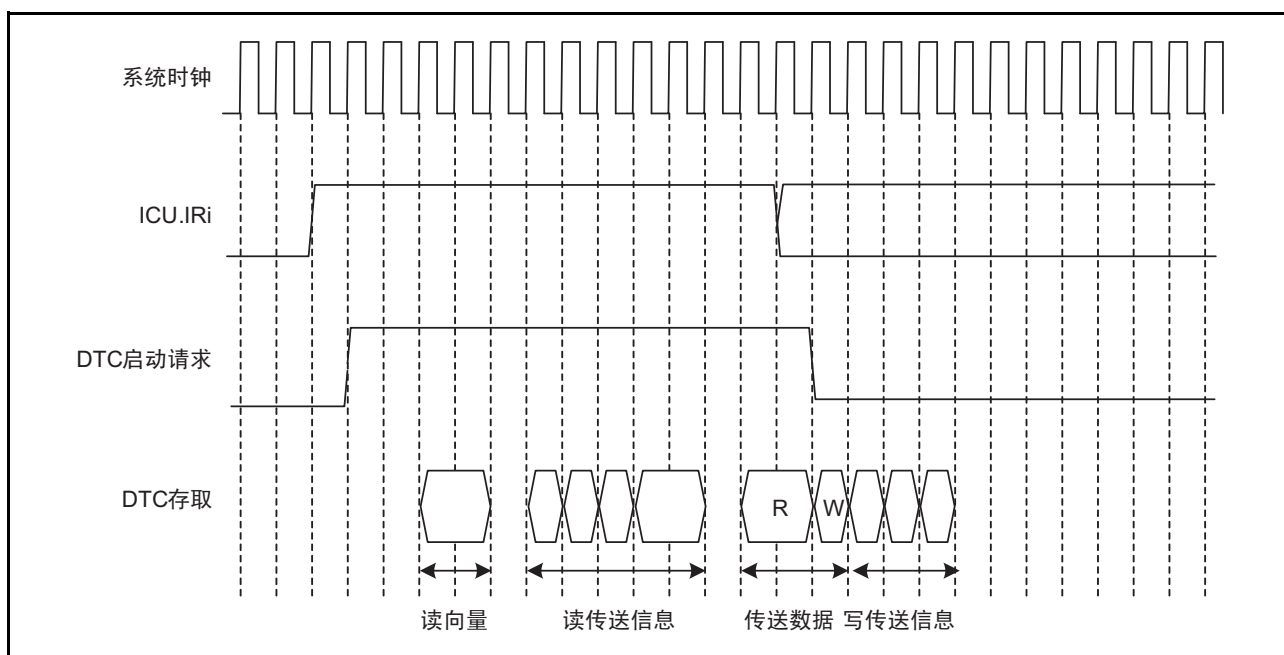 系统时钟
ICU.IRi
DTC启动请求
DTC存取
R
W
读向量
读传送信息
传送数据
写传送信息